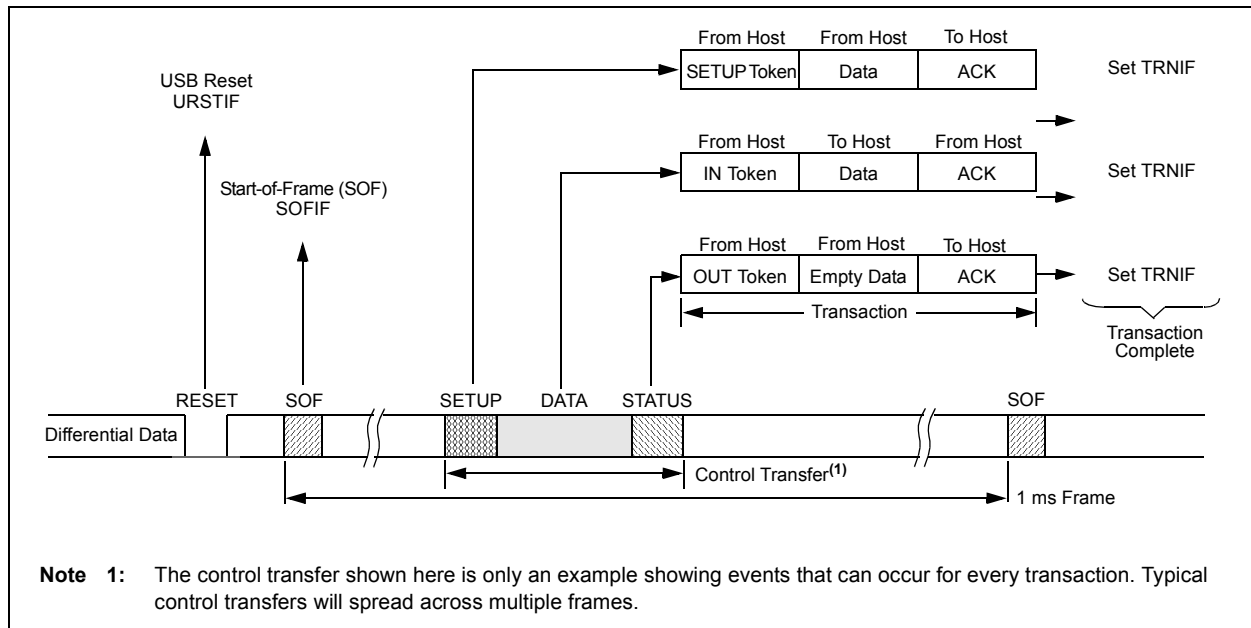 From Host From Host To Host
SETUP Token Data ACK Set TRNIF
USB Reset
URSTIF
From Host To Host From Host
IN Token Data ACK Set TRNIF
Start-of-Frame (SOF)
SOFIF
From Host From Host To Host
OUT Token Empty Data ACK Set TRNIF
Transaction
Transaction
Complete
RESET SOF SETUP DATA STATUS SOF
Differential Data
Control Transfer(1)
1 ms Frame
Note 1: The control transfer shown here is only an example showing events that can occur for every transaction. Typical
control transfers will spread across multiple frames.